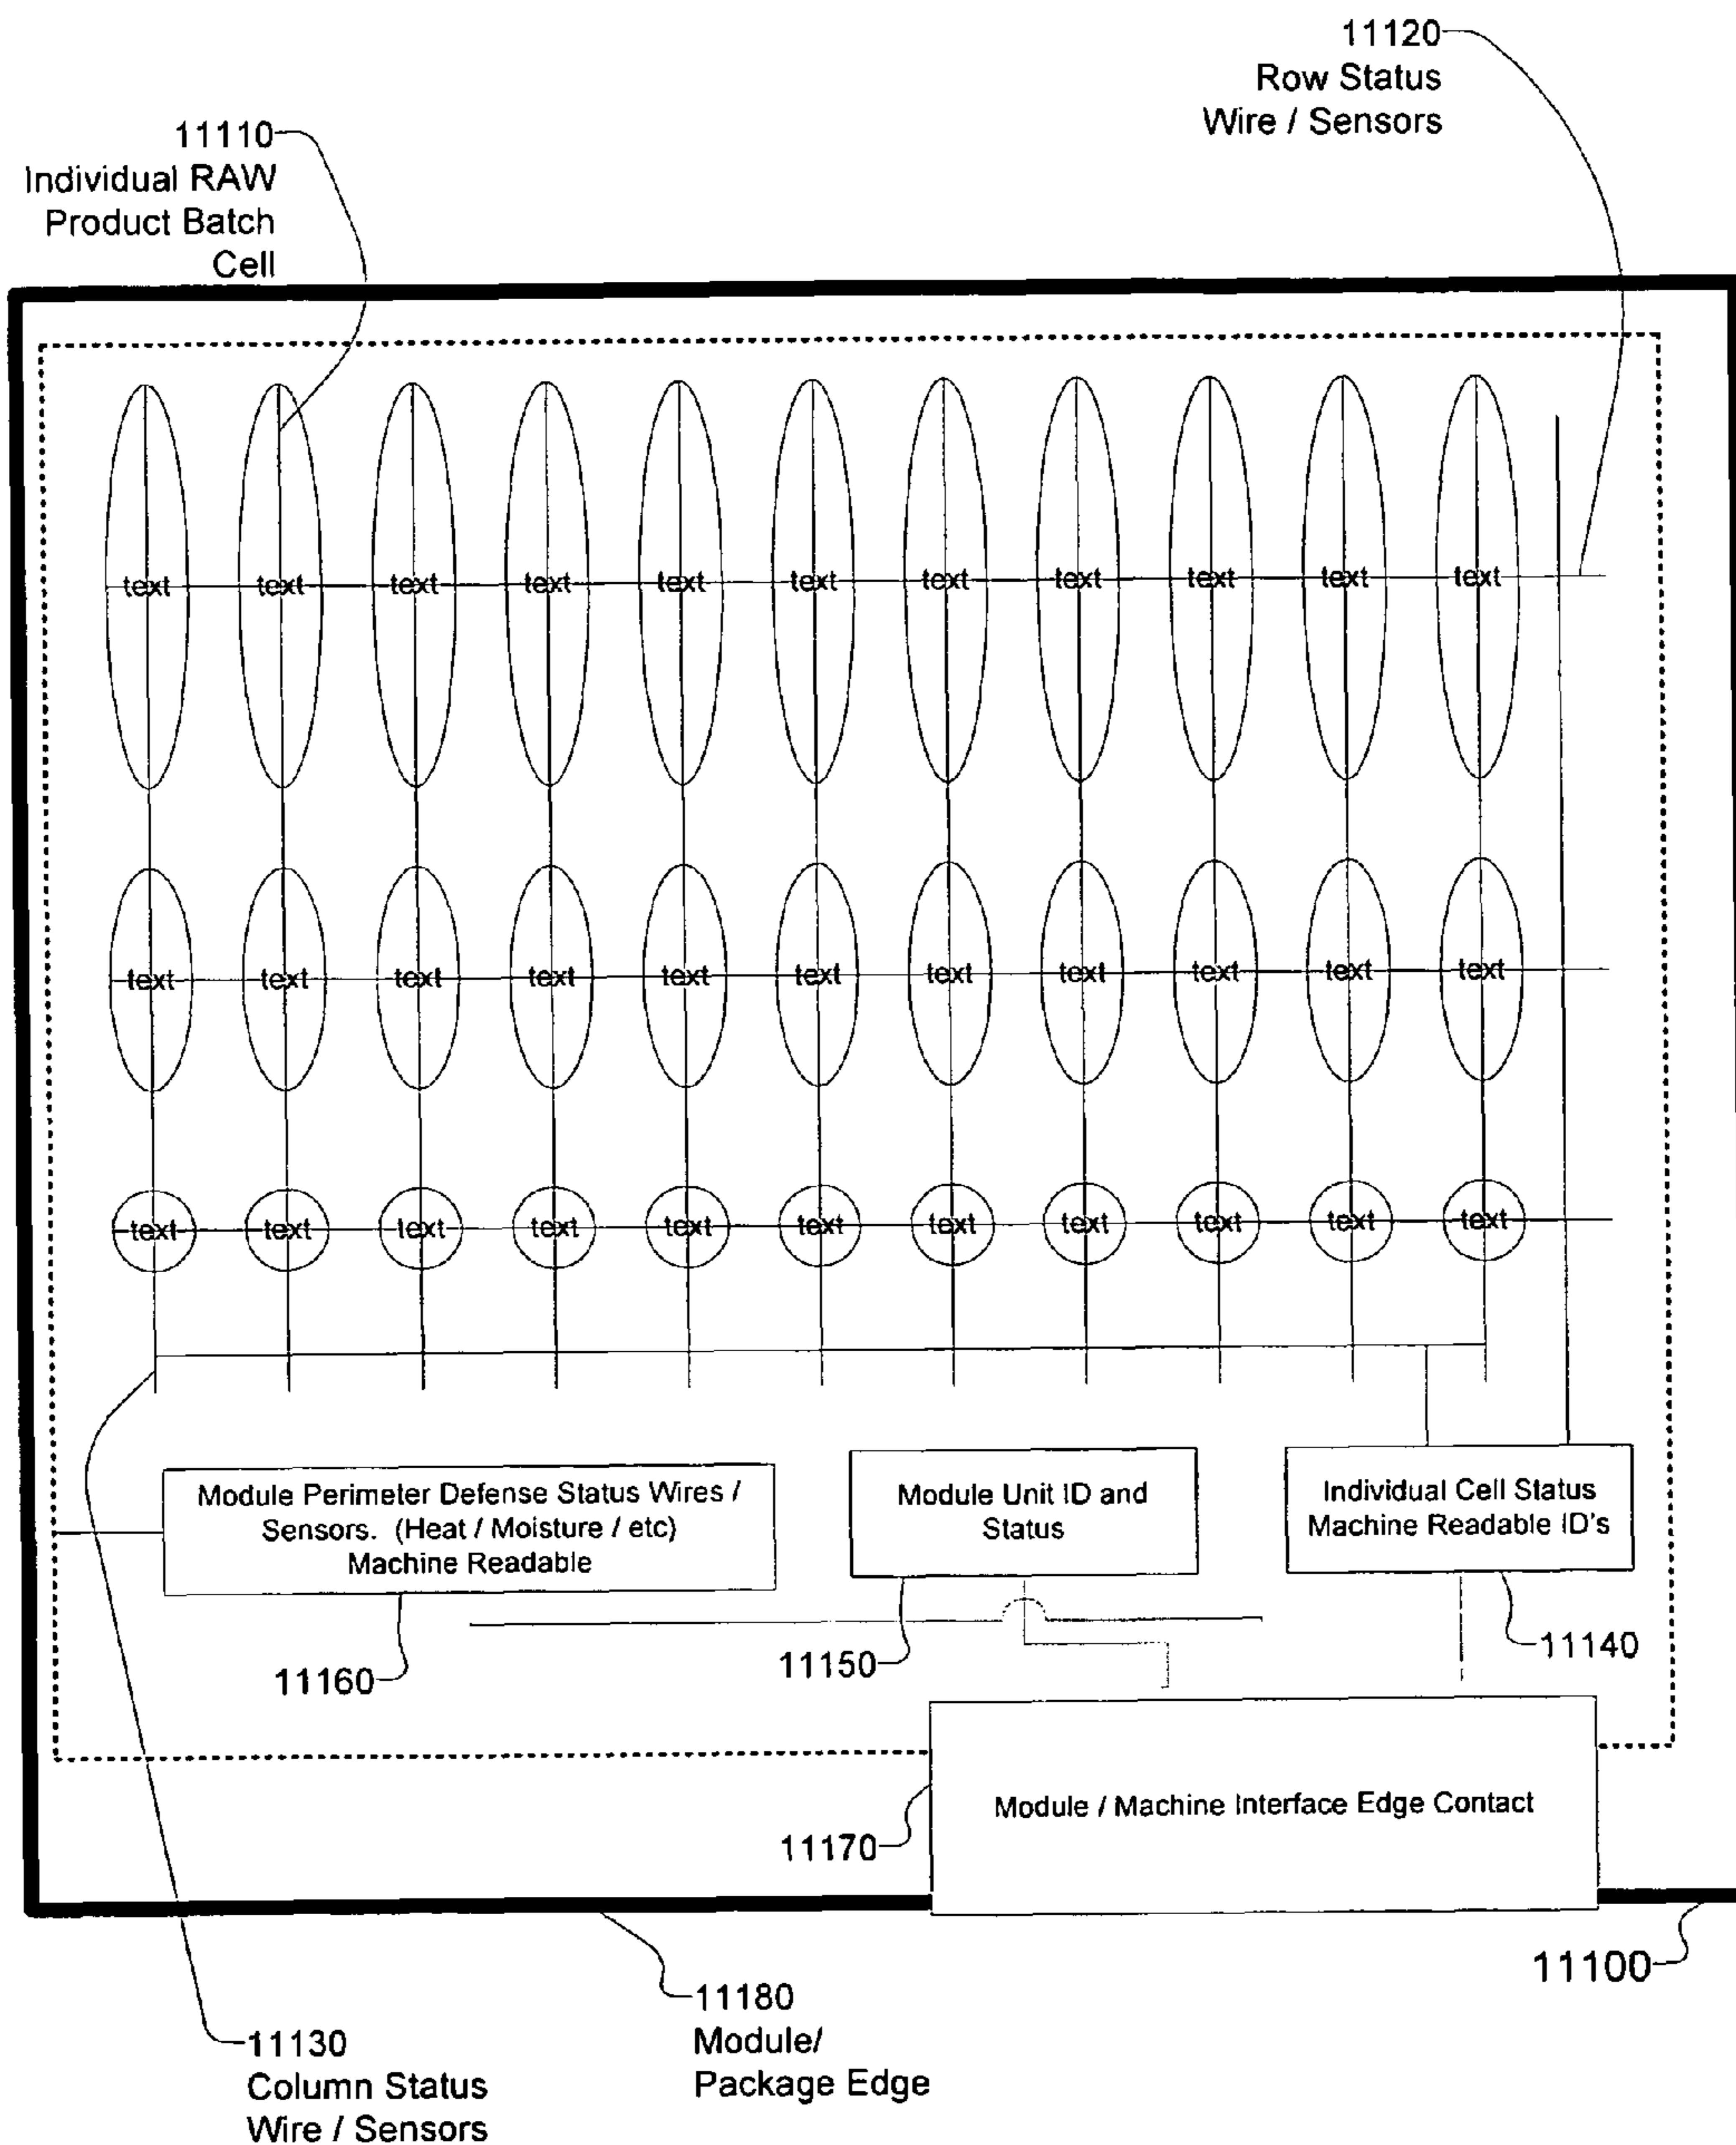 11120
Row Status
Wire / Sensors
11110
Individual RAW
Product Batch
Cell
text text text text text text text text text text text
text text text text text text text text text text text
text text text text text text text text text text text
Module Perimeter Defense Status Wires /
Sensors. (Heat / Moisture / etc)
Machine Readable
Module Unit ID and
Status
Individual Cell Status
Machine Readable ID's
11160
11150
11140
Module / Machine Interface Edge Contact
11170
11100
11180
Module/
Package Edge
11130
Column Status
Wire / Sensors